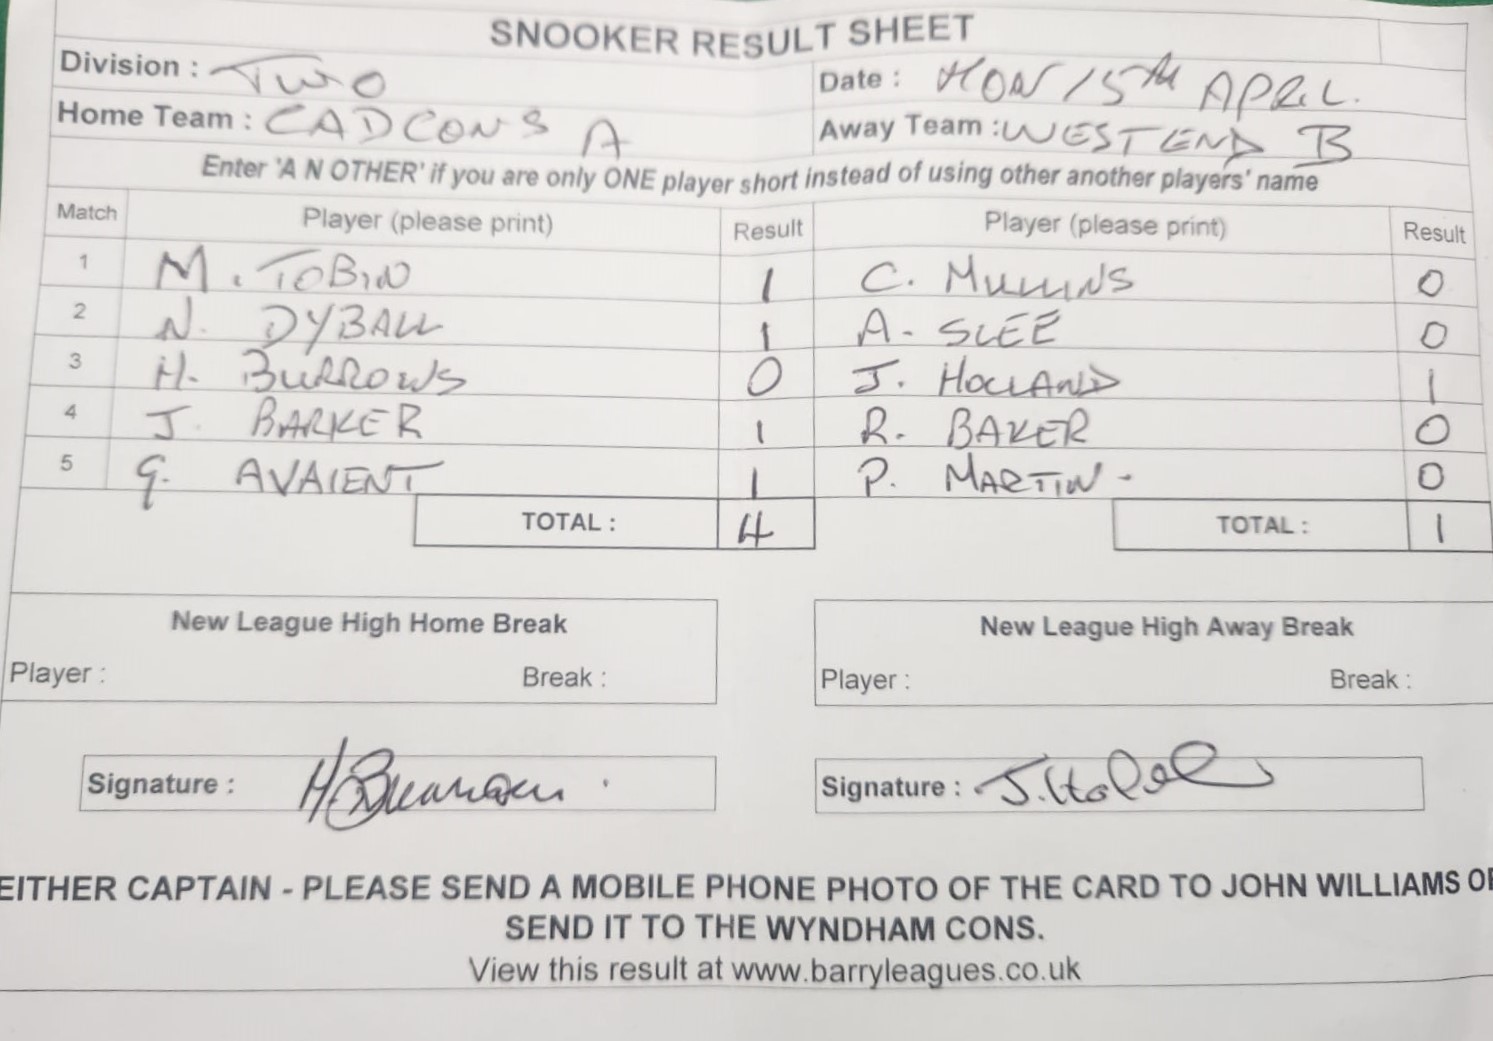 SNOOKER RESULT SHEET
Division : TWO Date : MON 15TH APRIL.
Home Team : CADCONS A Away Team : WESTEND B
Enter 'A N OTHER' if you are only ONE player short instead of using other another players' name
Match Player (please print) Result Player (please print) Result
1 M. TOBIN 1 C. MULLINS 0
2 N. DYBALL 1 A. SLEE 0
3 H. BURROWS 0 J. HOLLAND 1
4 J. BARKER 1 R. BAKER 0
5 G. AVAIENT 1 P. MARTIN - 0
TOTAL : 4 TOTAL : 1
New League High Home Break New League High Away Break
Player : Break : Player : Break :
Signature : Signature :
EITHER CAPTAIN - PLEASE SEND A MOBILE PHONE PHOTO OF THE CARD TO JOHN WILLIAMS OR
SEND IT TO THE WYNDHAM CONS.
View this result at www.barryleagues.co.uk